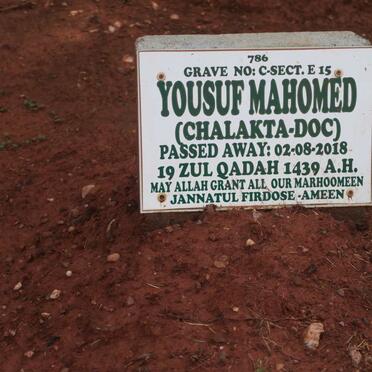 786
GRAVE NO: C-SECT. E 15
YOUSUF MAHOMED
(CHALAKTA-DOC)
PASSED AWAY: 02-08-2018
19 ZUL QADAH 1439 A.H.
MAY ALLAH GRANT ALL OUR MARHOOMEEN
JANNATUL FIRDOSE -AMEEN